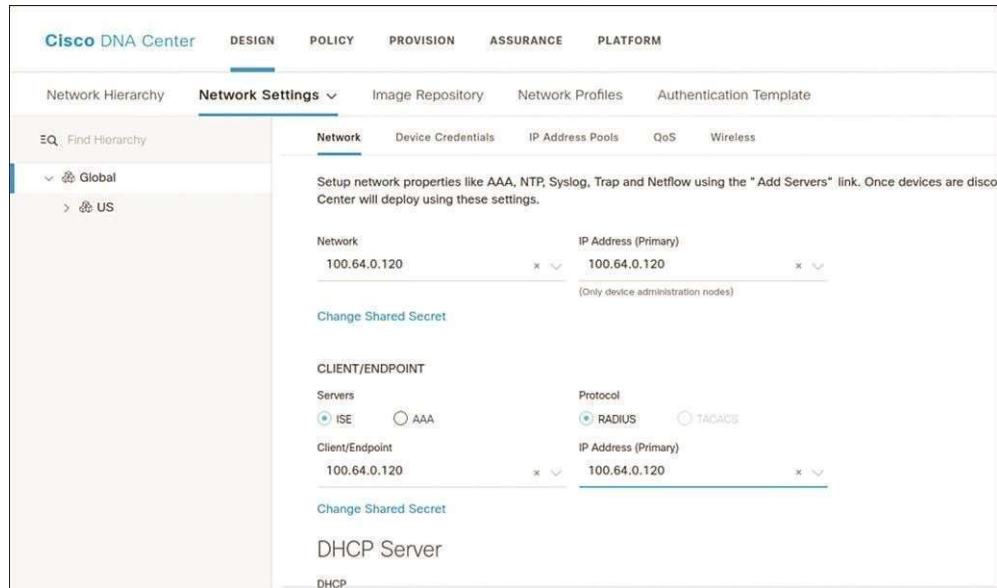 Cisco DNA Center DESIGN POLICY PROVISION ASSURANCE PLATFORM
Network Hierarchy Network Settings Image Repository Network Profiles Authentication Template
Find Hierarchy
Network Device Credentials IP Address Pools QoS Wireless
Global
US
Setup network properties like AAA, NTP, Syslog, Trap and Netflow using the "Add Servers" link. Once devices are disco
Center will deploy using these settings.
Network IP Address (Primary)
100.64.0.120 100.64.0.120
(Only device administration nodes)
Change Shared Secret
CLIENT/ENDPOINT
Servers Protocol
ISE AAA RADIUS TACACS
Client/Endpoint IP Address (Primary)
100.64.0.120 100.64.0.120
Change Shared Secret
DHCP Server
DHCP